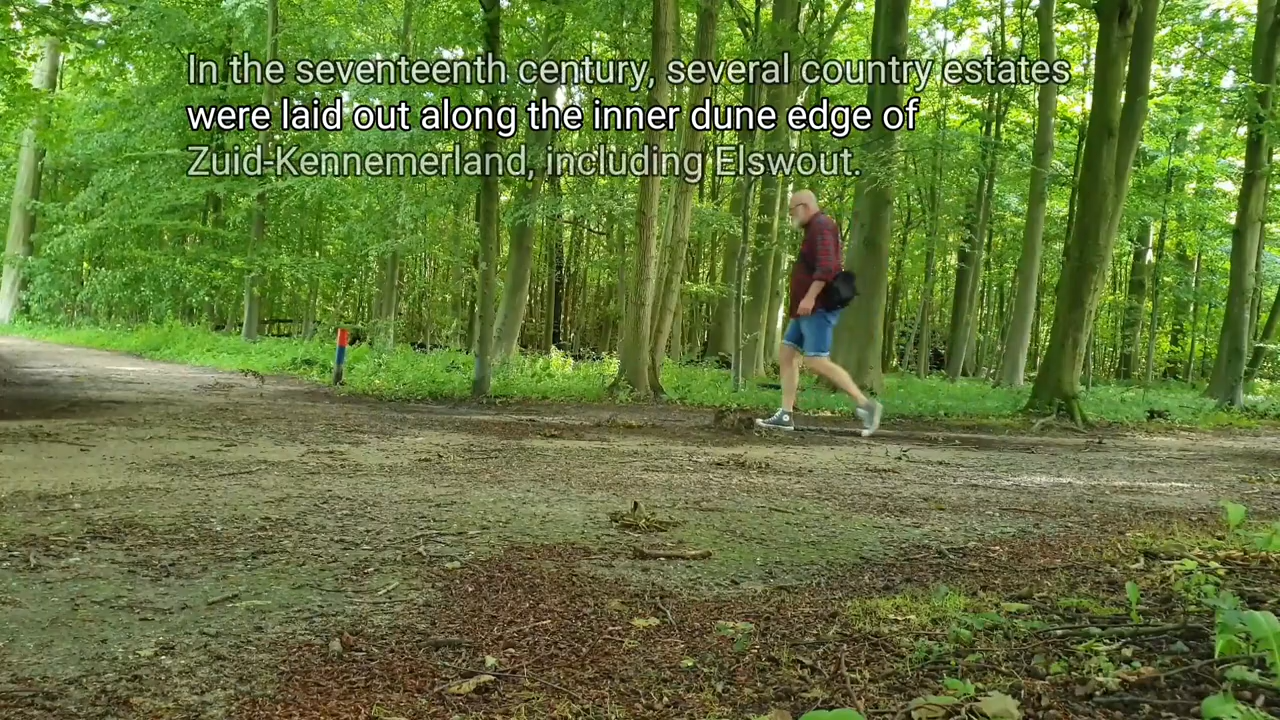 In the seventeenth century, several country estates
were laid out along the inner dune edge of
Zuid-Kennemerland, including Elswout.